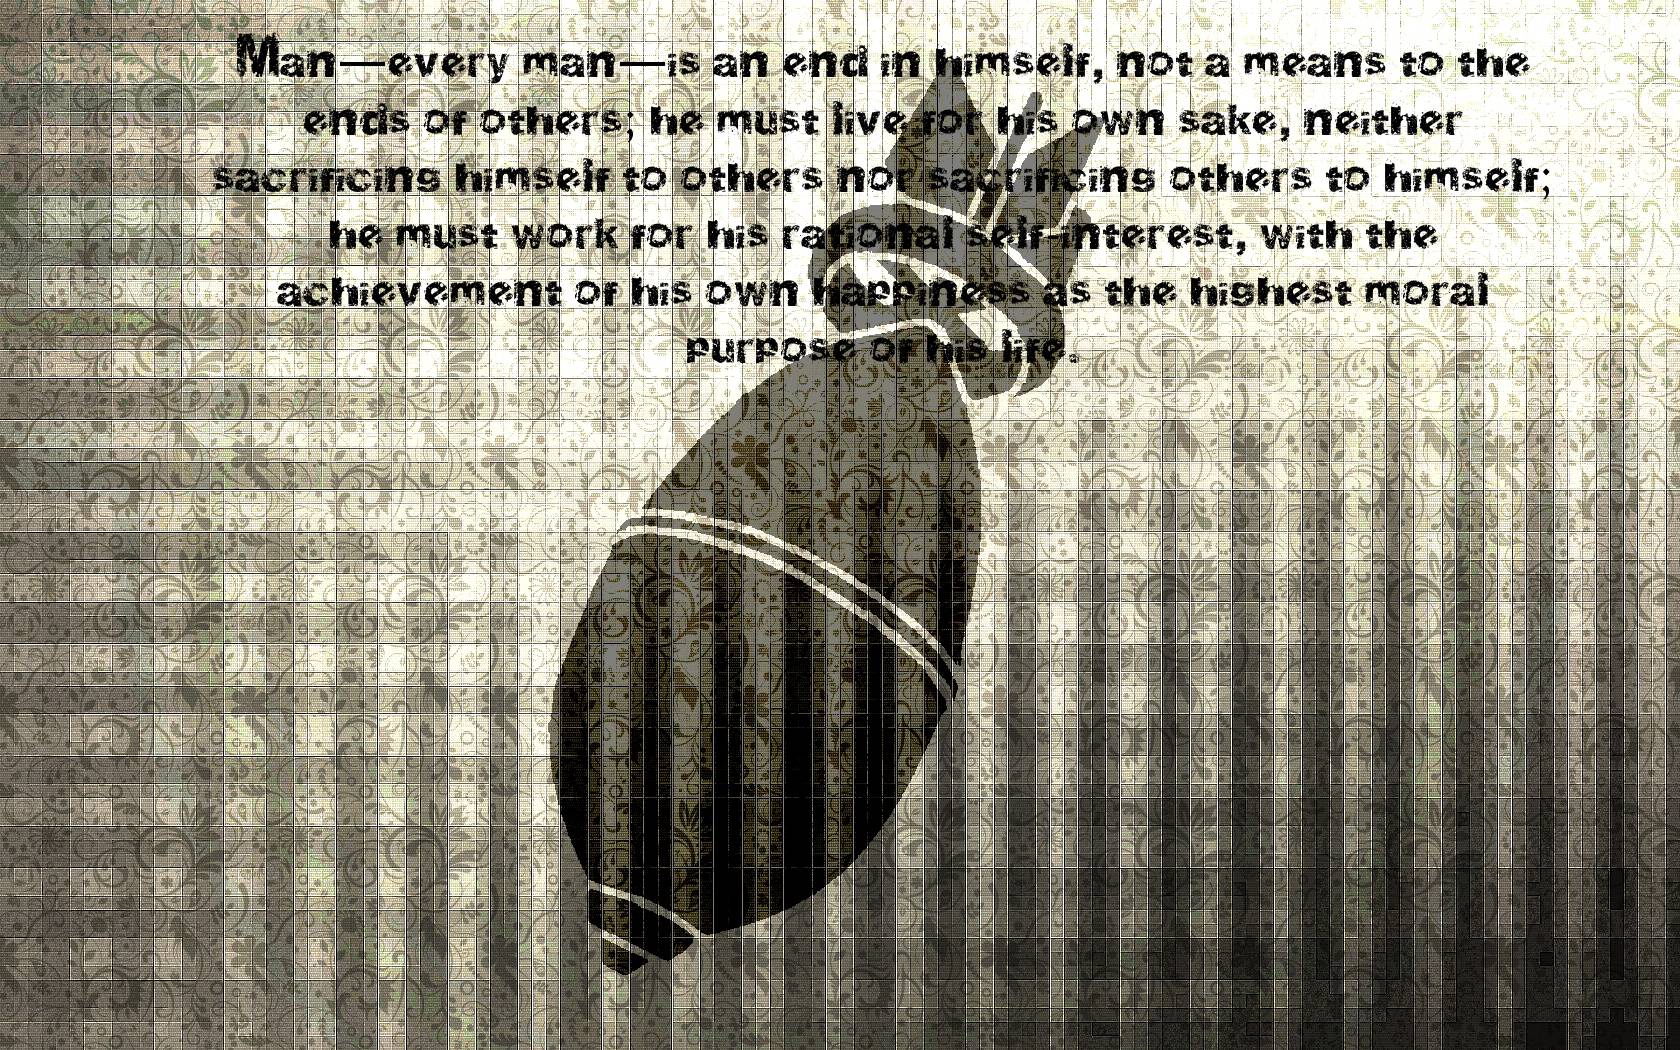 Man—every man—is an end in himself, not a means to the
ends of others; he must live for his own sake, neither
sacrificing himself to others nor sacrificing others to himself;
he must work for his rational self-interest, with the
achievement of his own happiness as the highest moral
purpose of his life.